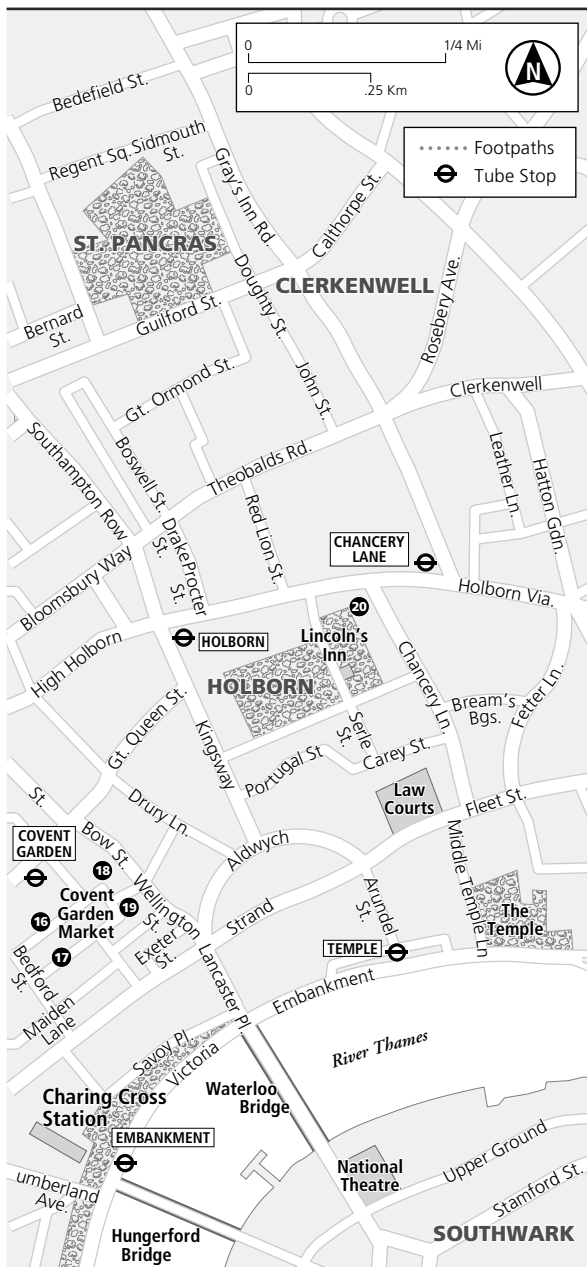 0 1/4 Mi
0 .25 Km
N
Footpaths
Tube Stop
Bedefield St.
Regent Sq.
Sidmouth
St.
Gray's Inn Rd.
Calthorpe St.
ST. PANCRAS
CLERKENWELL
Rosebery Ave.
Bernard
St.
Guilford St.
Doughty St.
John St.
Gt. Ormond St.
Clerkenwell
Southampton Row
Boswell St.
Theobalds Rd.
Leather Ln.
Hatton Gdn.
Red Lion St.
Drake
St.
Procter
St.
Bloomsbury Way
CHANCERY
LANE
Holborn Via.
20
High Holborn
HOLBORN
Lincoln's
Inn
HOLBORN
Chancery Ln.
Fetter Ln.
Bream's
Bgs.
Gt. Queen St.
Kingsway
Serle
St.
Carey St.
Portugal St
Drury Ln.
Law
Courts
Fleet St.
St.
Bow St.
Aldwych
COVENT
GARDEN
18
Covent
Garden
Market
19
16
17
Wellington
St.
Exeter
St.
Strand
Arundel
St.
Middle Temple Ln
The
Temple
TEMPLE
Bedford
St.
Maiden
Lane
Lancaster Pl.
Savoy Pl.
Victoria
Embankment
River Thames
Charing Cross
Station
Waterloo
Bridge
EMBANKMENT
National
Theatre
Upper Ground
Stamford St.
umberland
Ave.
Hungerford
Bridge
SOUTHWARK